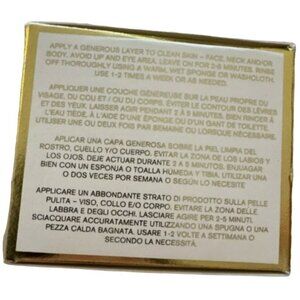 APPLY A GENEROUS LAYER TO CLEAN SKIN – FACE, NECK AND/OR
BODY. AVOID LIP AND EYE AREA. LEAVE ON FOR 2-5 MINUTES. RINSE
OFF THOROUGHLY USING A WARM, WET SPONGE OR WASHCLOTH.
USE 1-2 TIMES A WEEK OR AS NEEDED.
APPLIQUER UNE COUCHE GÉNÉREUSE SUR LA PEAU PROPRE DU
VISAGE, DU COU ET / OU DU CORPS. ÉVITER LE CONTOUR DES LÈVRES
ET DES YEUX. LAISSER AGIR PENDANT 2 À 5 MINUTES. BIEN RINCER À
L'EAU TIÈDE, À L'AIDE D'UNE ÉPONGE OU D'UN GANT DE TOILETTE.
UTILISER UNE OU DEUX FOIS PAR SEMAINE OU LORSQUE NÉCESSAIRE.
APLICAR UNA CAPA GENEROSA SOBRE LA PIEL LIMPIA DEL
ROSTRO, CUELLO Y/O CUERPO. EVITAR LA ZONA DE LOS LABIOS Y
LOS OJOS. DEJE ACTUAR DURANTE 2 A 5 MINUTOS. ENJUAGAR
BIEN CON UN ESPONJA O TOALLA HÚMEDA Y TIBIA. UTILIZAR UNA
O DOS VECES POR SEMANA O SEGÚN LO NECESITE
APPLICARE UN ABBONDANTE STRATO DI PRODOTTO SULLA PELLE
PULITA – VISO, COLLO E/O CORPO. EVITARE LA ZONA DELLE
LABBRA E DEGLI OCCHI. LASCIARE AGIRE PER 2-5 MINUTI.
SCIACQUARE ACCURATAMENTE UTILIZZANDO UNA SPUGNA O UNA
PEZZA CALDA BAGNATA. USARE 1-2 VOLTE A SETTIMANA O
SECONDO LA NECESSITÀ.